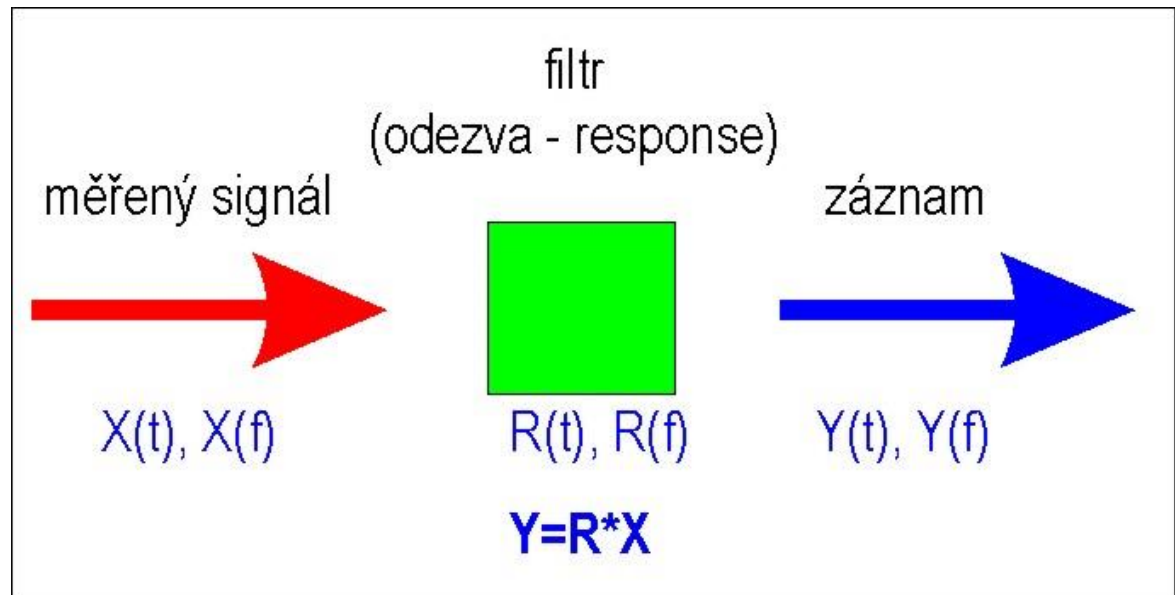 filtr
(odezva - response)
měřený signál
záznam
X(t), X(f)
R(t), R(f)
Y(t), Y(f)
Y=R*X